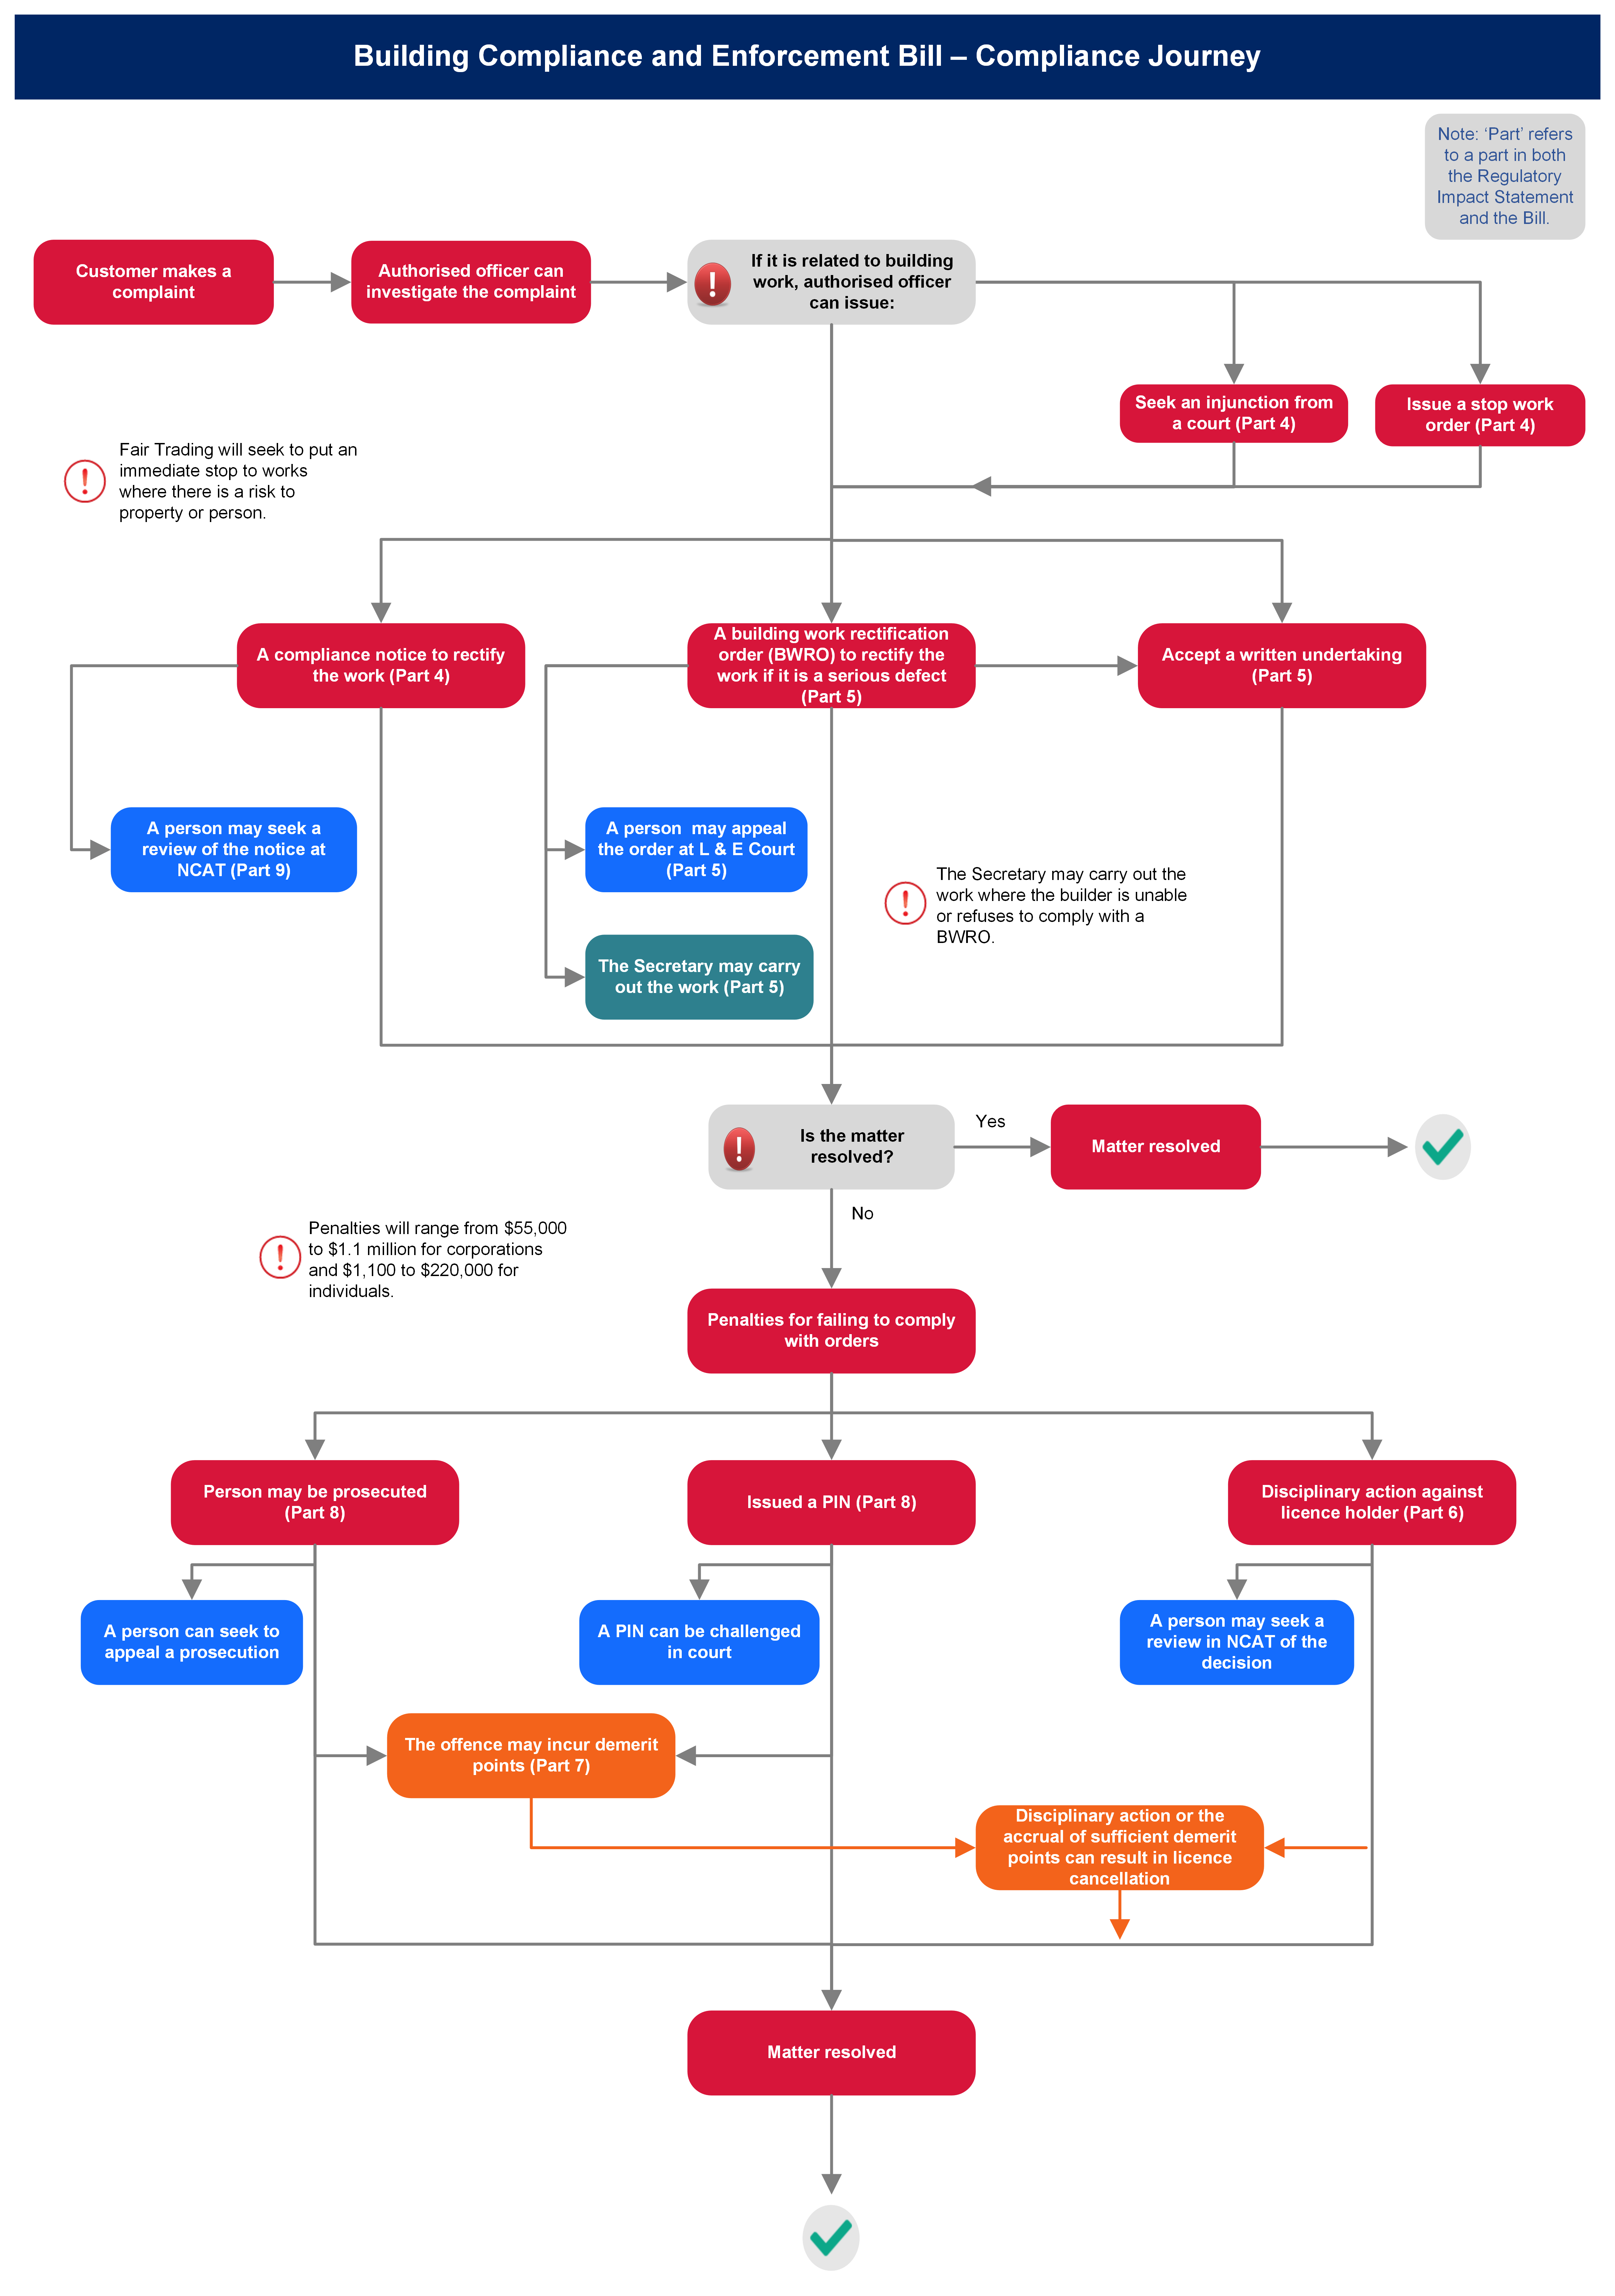 Building Compliance and Enforcement Bill – Compliance Journey
Note: ‘Part’ refers
to a part in both
the Regulatory
Impact Statement
and the Bill.
Customer makes a
complaint
Authorised officer can
investigate the complaint
If it is related to building
work, authorised officer
can issue:
Seek an injunction from
a court (Part 4)
Issue a stop work
order (Part 4)
Fair Trading will seek to put an
immediate stop to works
where there is a risk to
property or person.
A compliance notice to rectify
the work (Part 4)
A building work rectification
order (BWRO) to rectify the
work if it is a serious defect
(Part 5)
Accept a written undertaking
(Part 5)
A person may seek a
review of the notice at
NCAT (Part 9)
A person  may appeal
the order at L & E Court
(Part 5)
The Secretary may carry out the
work where the builder is unable
or refuses to comply with a
BWRO.
The Secretary may carry
out the work (Part 5)
Is the matter
resolved?
Yes
Matter resolved
No
Penalties will range from $55,000
to $1.1 million for corporations
and $1,100 to $220,000 for
individuals.
Penalties for failing to comply
with orders
Person may be prosecuted
(Part 8)
Issued a PIN (Part 8)
Disciplinary action against
licence holder (Part 6)
A person can seek to
appeal a prosecution
A PIN can be challenged
in court
A person may seek a
review in NCAT of the
decision
The offence may incur demerit
points (Part 7)
Disciplinary action or the
accrual of sufficient demerit
points can result in licence
cancellation
Matter resolved